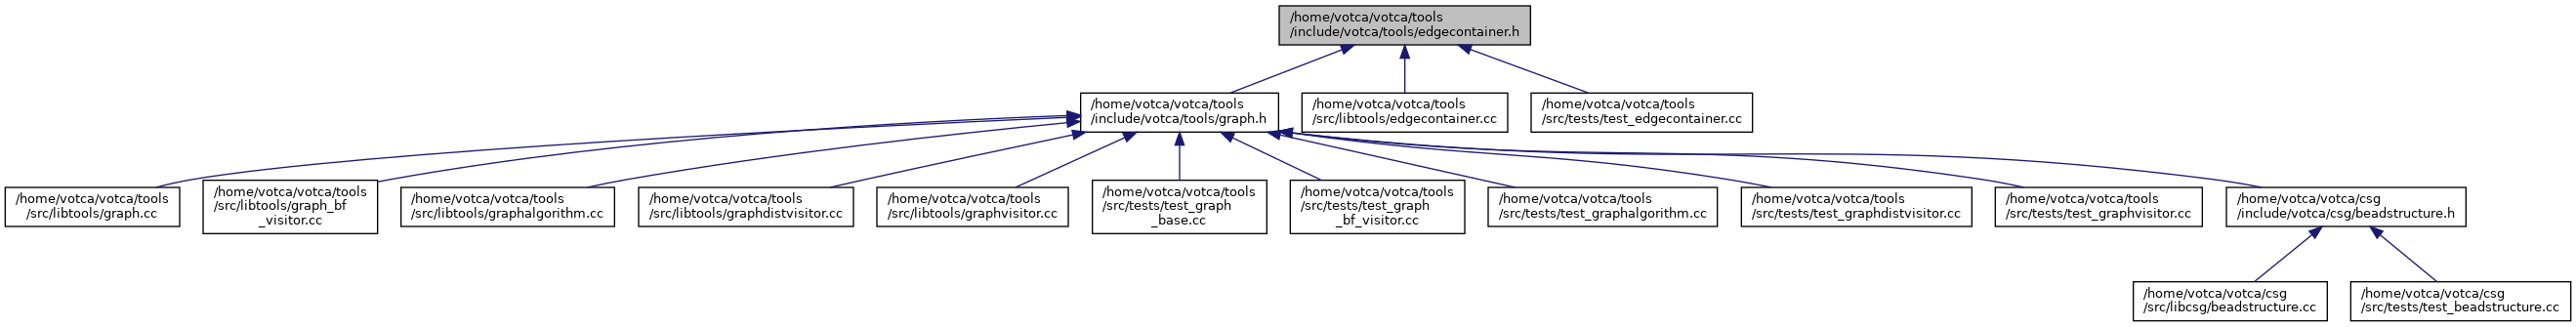 /home/votca/votca/tools
/include/votca/tools/edgecontainer.h
/home/votca/votca/tools
/include/votca/tools/graph.h
/home/votca/votca/tools
/src/libtools/edgecontainer.cc
/home/votca/votca/tools
/src/tests/test_edgecontainer.cc
/home/votca/votca/tools
/src/libtools/graph.cc
/home/votca/votca/tools
/src/libtools/graph_bf
_visitor.cc
/home/votca/votca/tools
/src/libtools/graphalgorithm.cc
/home/votca/votca/tools
/src/libtools/graphdistvisitor.cc
/home/votca/votca/tools
/src/libtools/graphvisitor.cc
/home/votca/votca/tools
/src/tests/test_graph
_base.cc
/home/votca/votca/tools
/src/tests/test_graph
_bf_visitor.cc
/home/votca/votca/tools
/src/tests/test_graphalgorithm.cc
/home/votca/votca/tools
/src/tests/test_graphdistvisitor.cc
/home/votca/votca/tools
/src/tests/test_graphvisitor.cc
/home/votca/votca/csg
/include/votca/csg/beadstructure.h
/home/votca/votca/csg
/src/libcsg/beadstructure.cc
/home/votca/votca/csg
/src/tests/test_beadstructure.cc